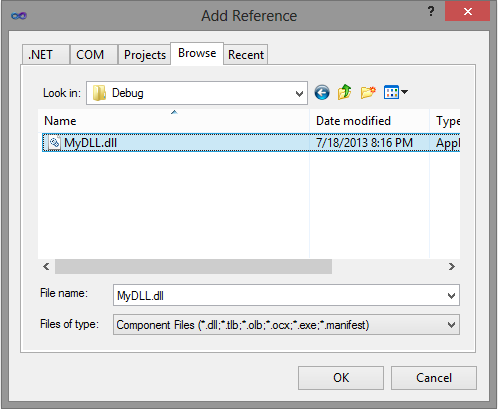 Add Reference
?
.NET COM Projects Browse Recent
Look in: Debug
Name Date modified Type
MyDLL.dll 7/18/2013 8:16 PM Appl
File name: MyDLL.dll
Files of type: Component Files (*.dll;*.tlb;*.olb;*.ocx;*.exe;*.manifest)
OK Cancel